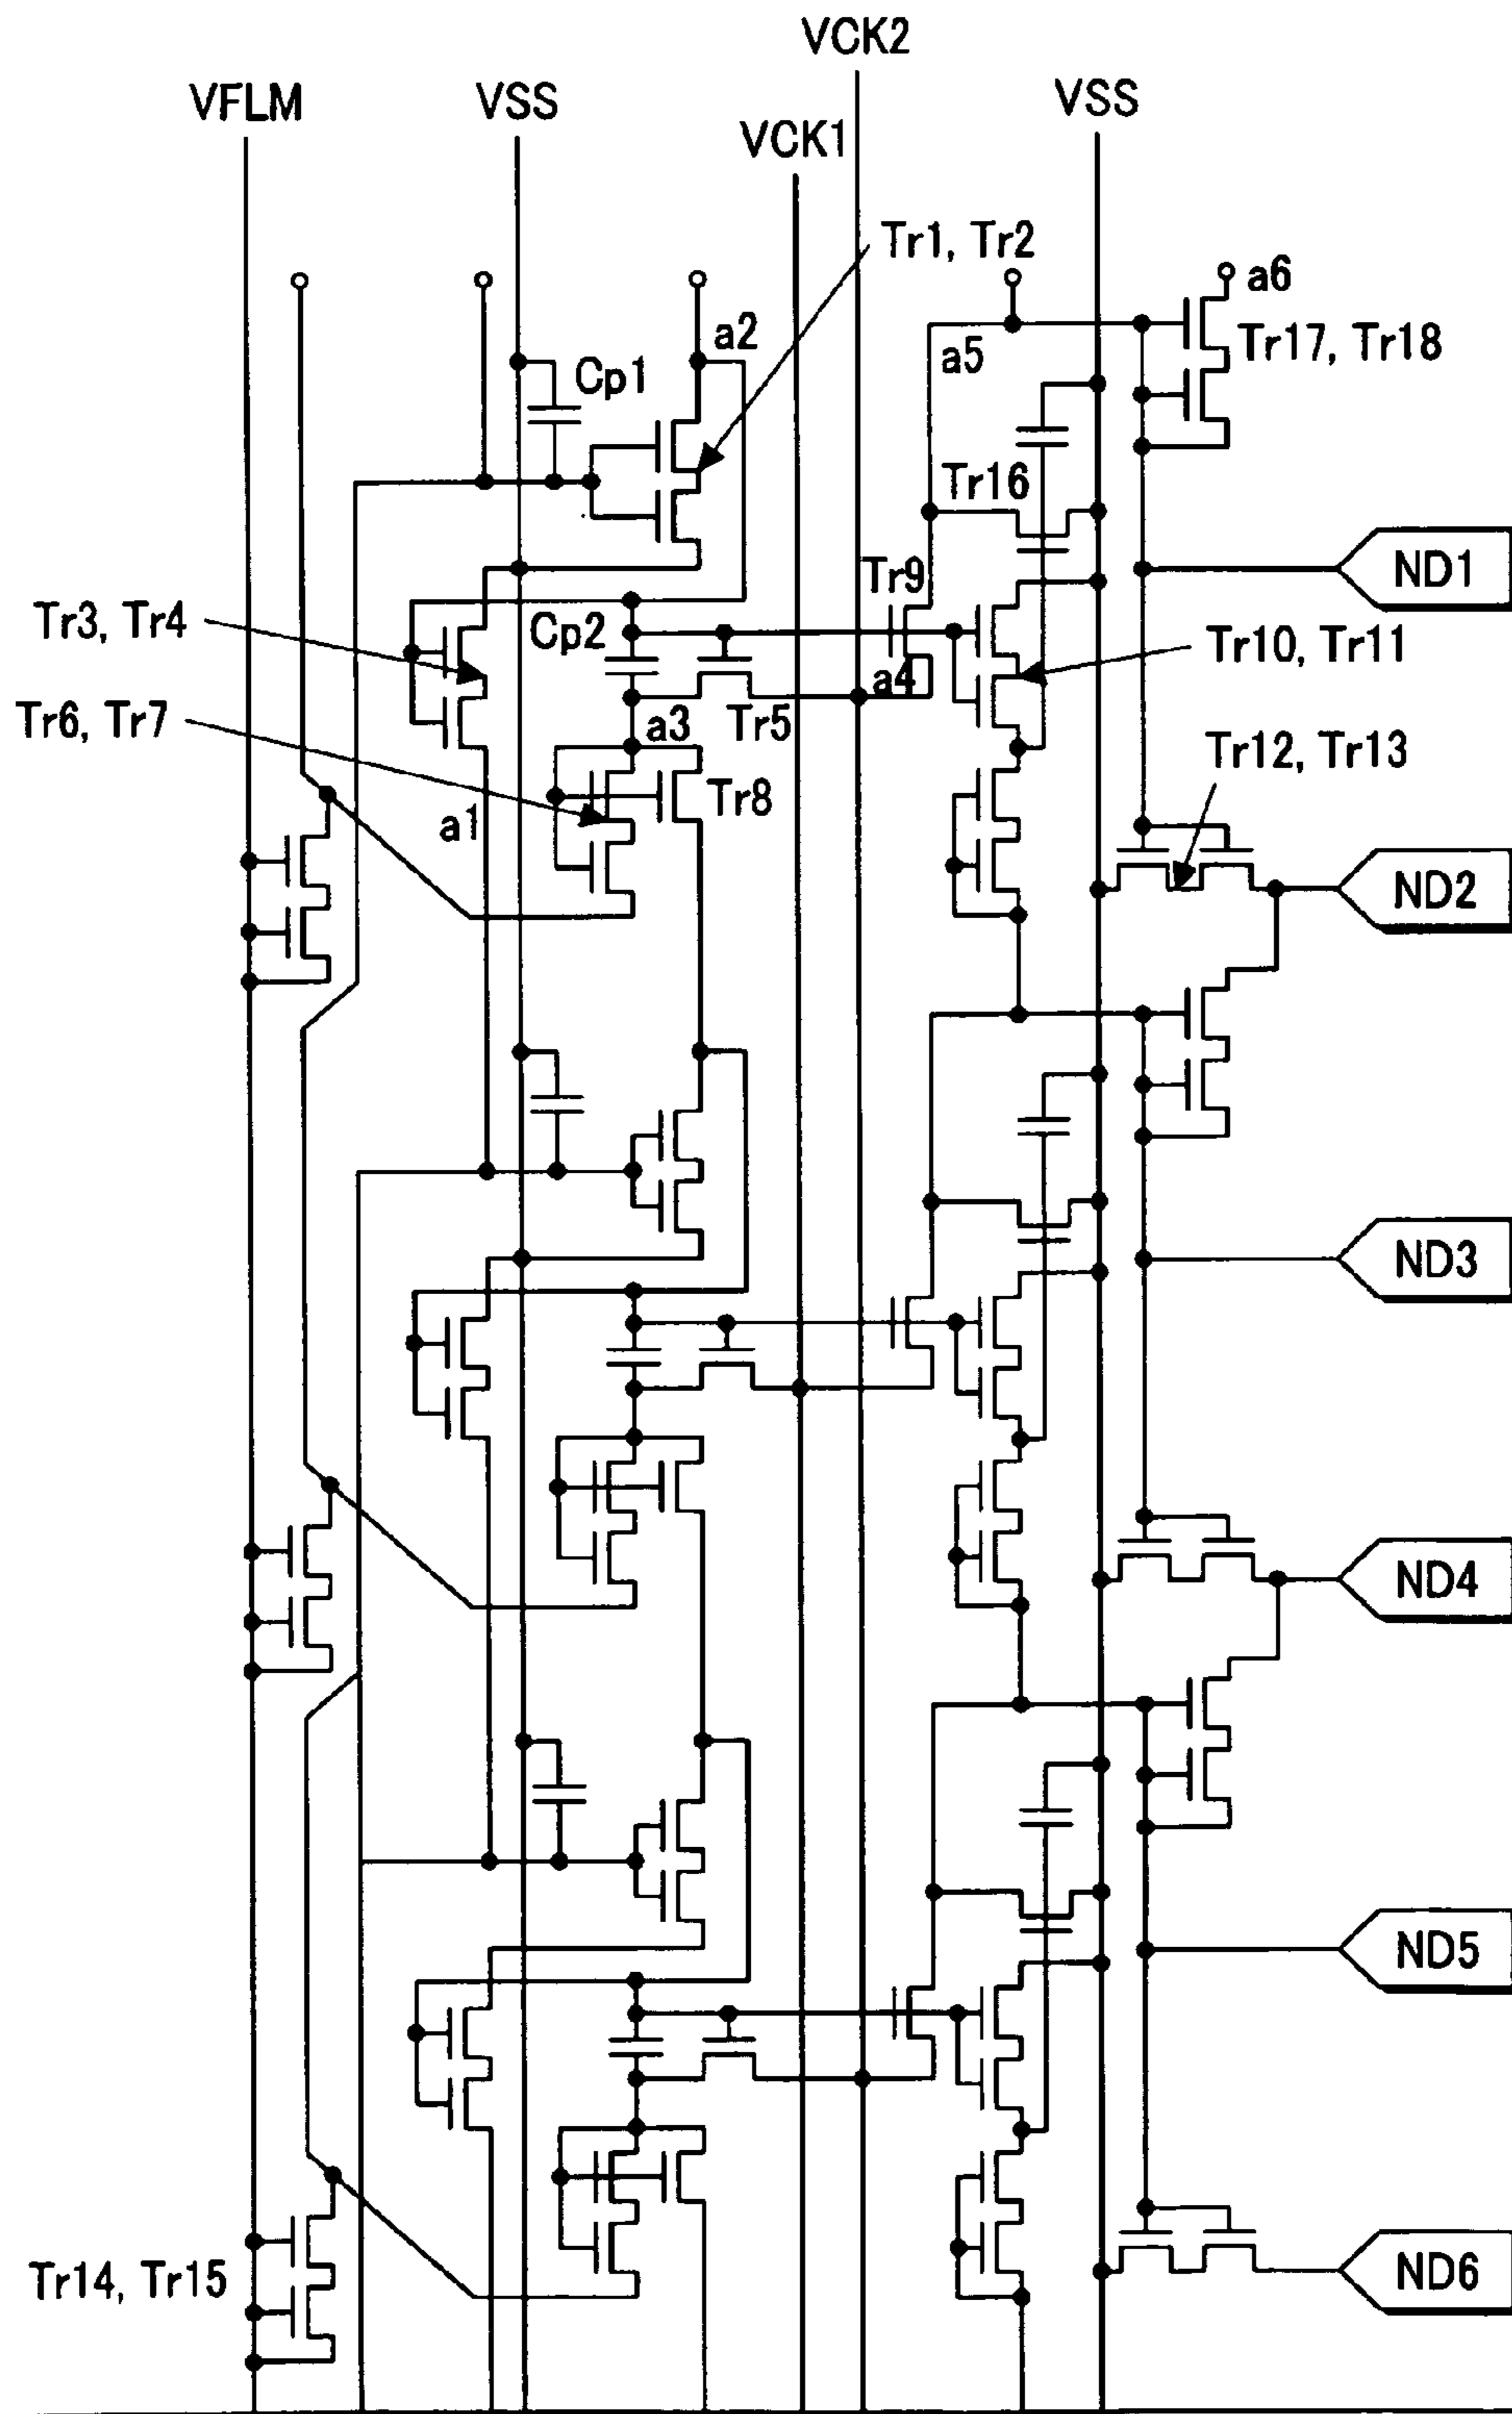 VCK2
VFLM
VSS
VSS
VCK1
Tr1, Tr2
a6
a2
Tr17, Tr18
a5
Cp1
Tr16
ND1
Tr9
Tr3, Tr4
Cp2
Tr10, Tr11
a4
Tr6, Tr7
a3
Tr5
Tr12, Tr13
Tr8
a1
ND2
ND3
ND4
ND5
ND6
Tr14, Tr15